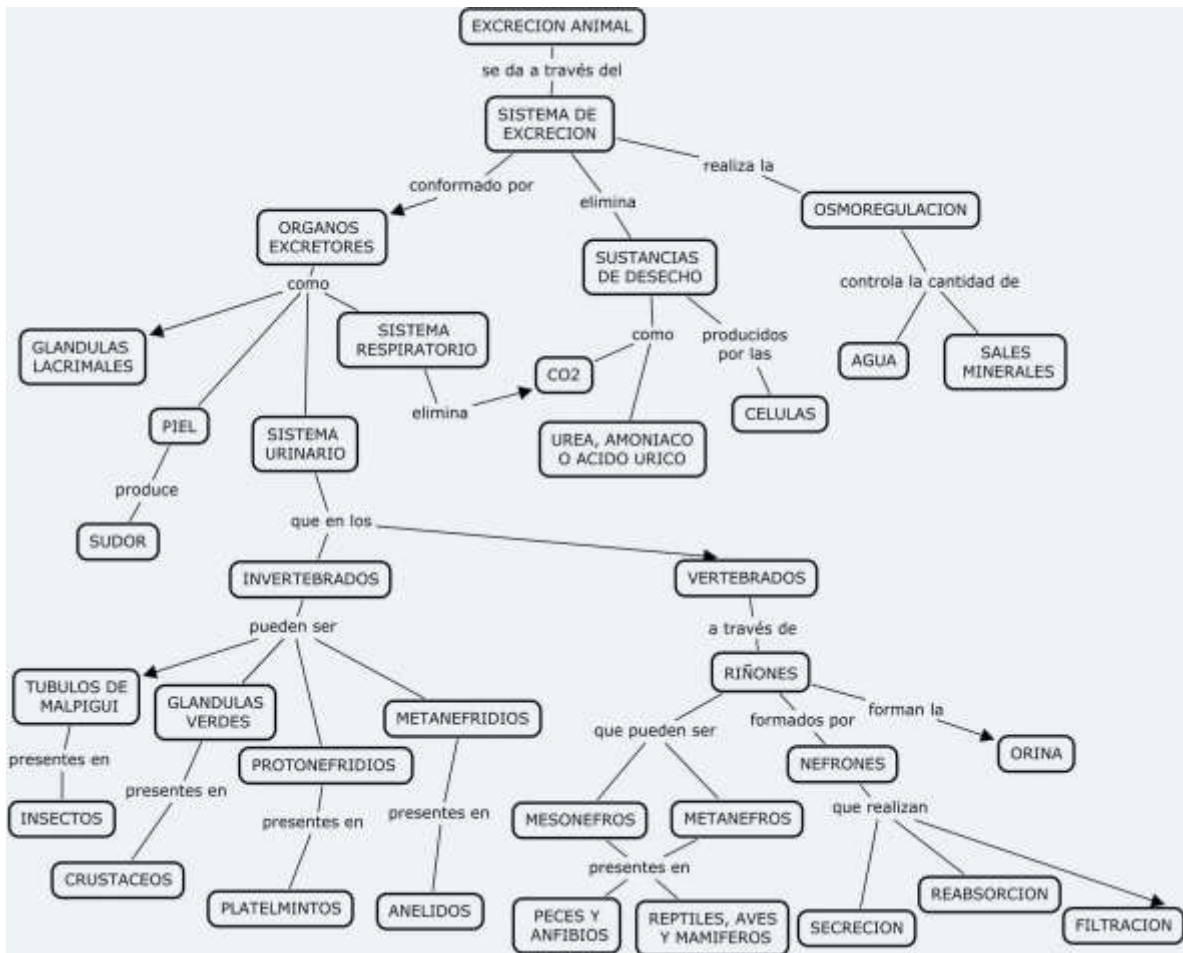 EXCRECION ANIMAL
se da a través del
SISTEMA DE
EXCRECION
conformado por
elimina
realiza la
ORGANOS
EXCRETORES
SUSTANCIAS
DE DESECHO
OSMOREGULACION
como
controla la cantidad de
GLANDULAS
LACRIMALES
SISTEMA
RESPIRATORIO
como
producidos
por las
AGUA
SALES
MINERALES
elimina
CO2
CELULAS
PIEL
SISTEMA
URINARIO
UREA, AMONIACO
O ACIDO URICO
produce
SUDOR
que en los
INVERTEBRADOS
VERTEBRADOS
pueden ser
a través de
TUBULOS DE
MALPIGUI
GLANDULAS
VERDES
PROTONEFRIDIOS
METANEFRIDIOS
RIÑONES
que pueden ser
formados por
forman la
NEFRONES
ORINA
presentes en
presentes en
presentes en
presentes en
INSECTOS
CRUSTACEOS
PLATELMINTOS
ANELIDOS
MESONEFROS
METANEFROS
que realizan
presentes en
PECES Y
ANFIBIOS
REPTILES, AVES
Y MAMIFEROS
SECRECION
REABSORCION
FILTRACION